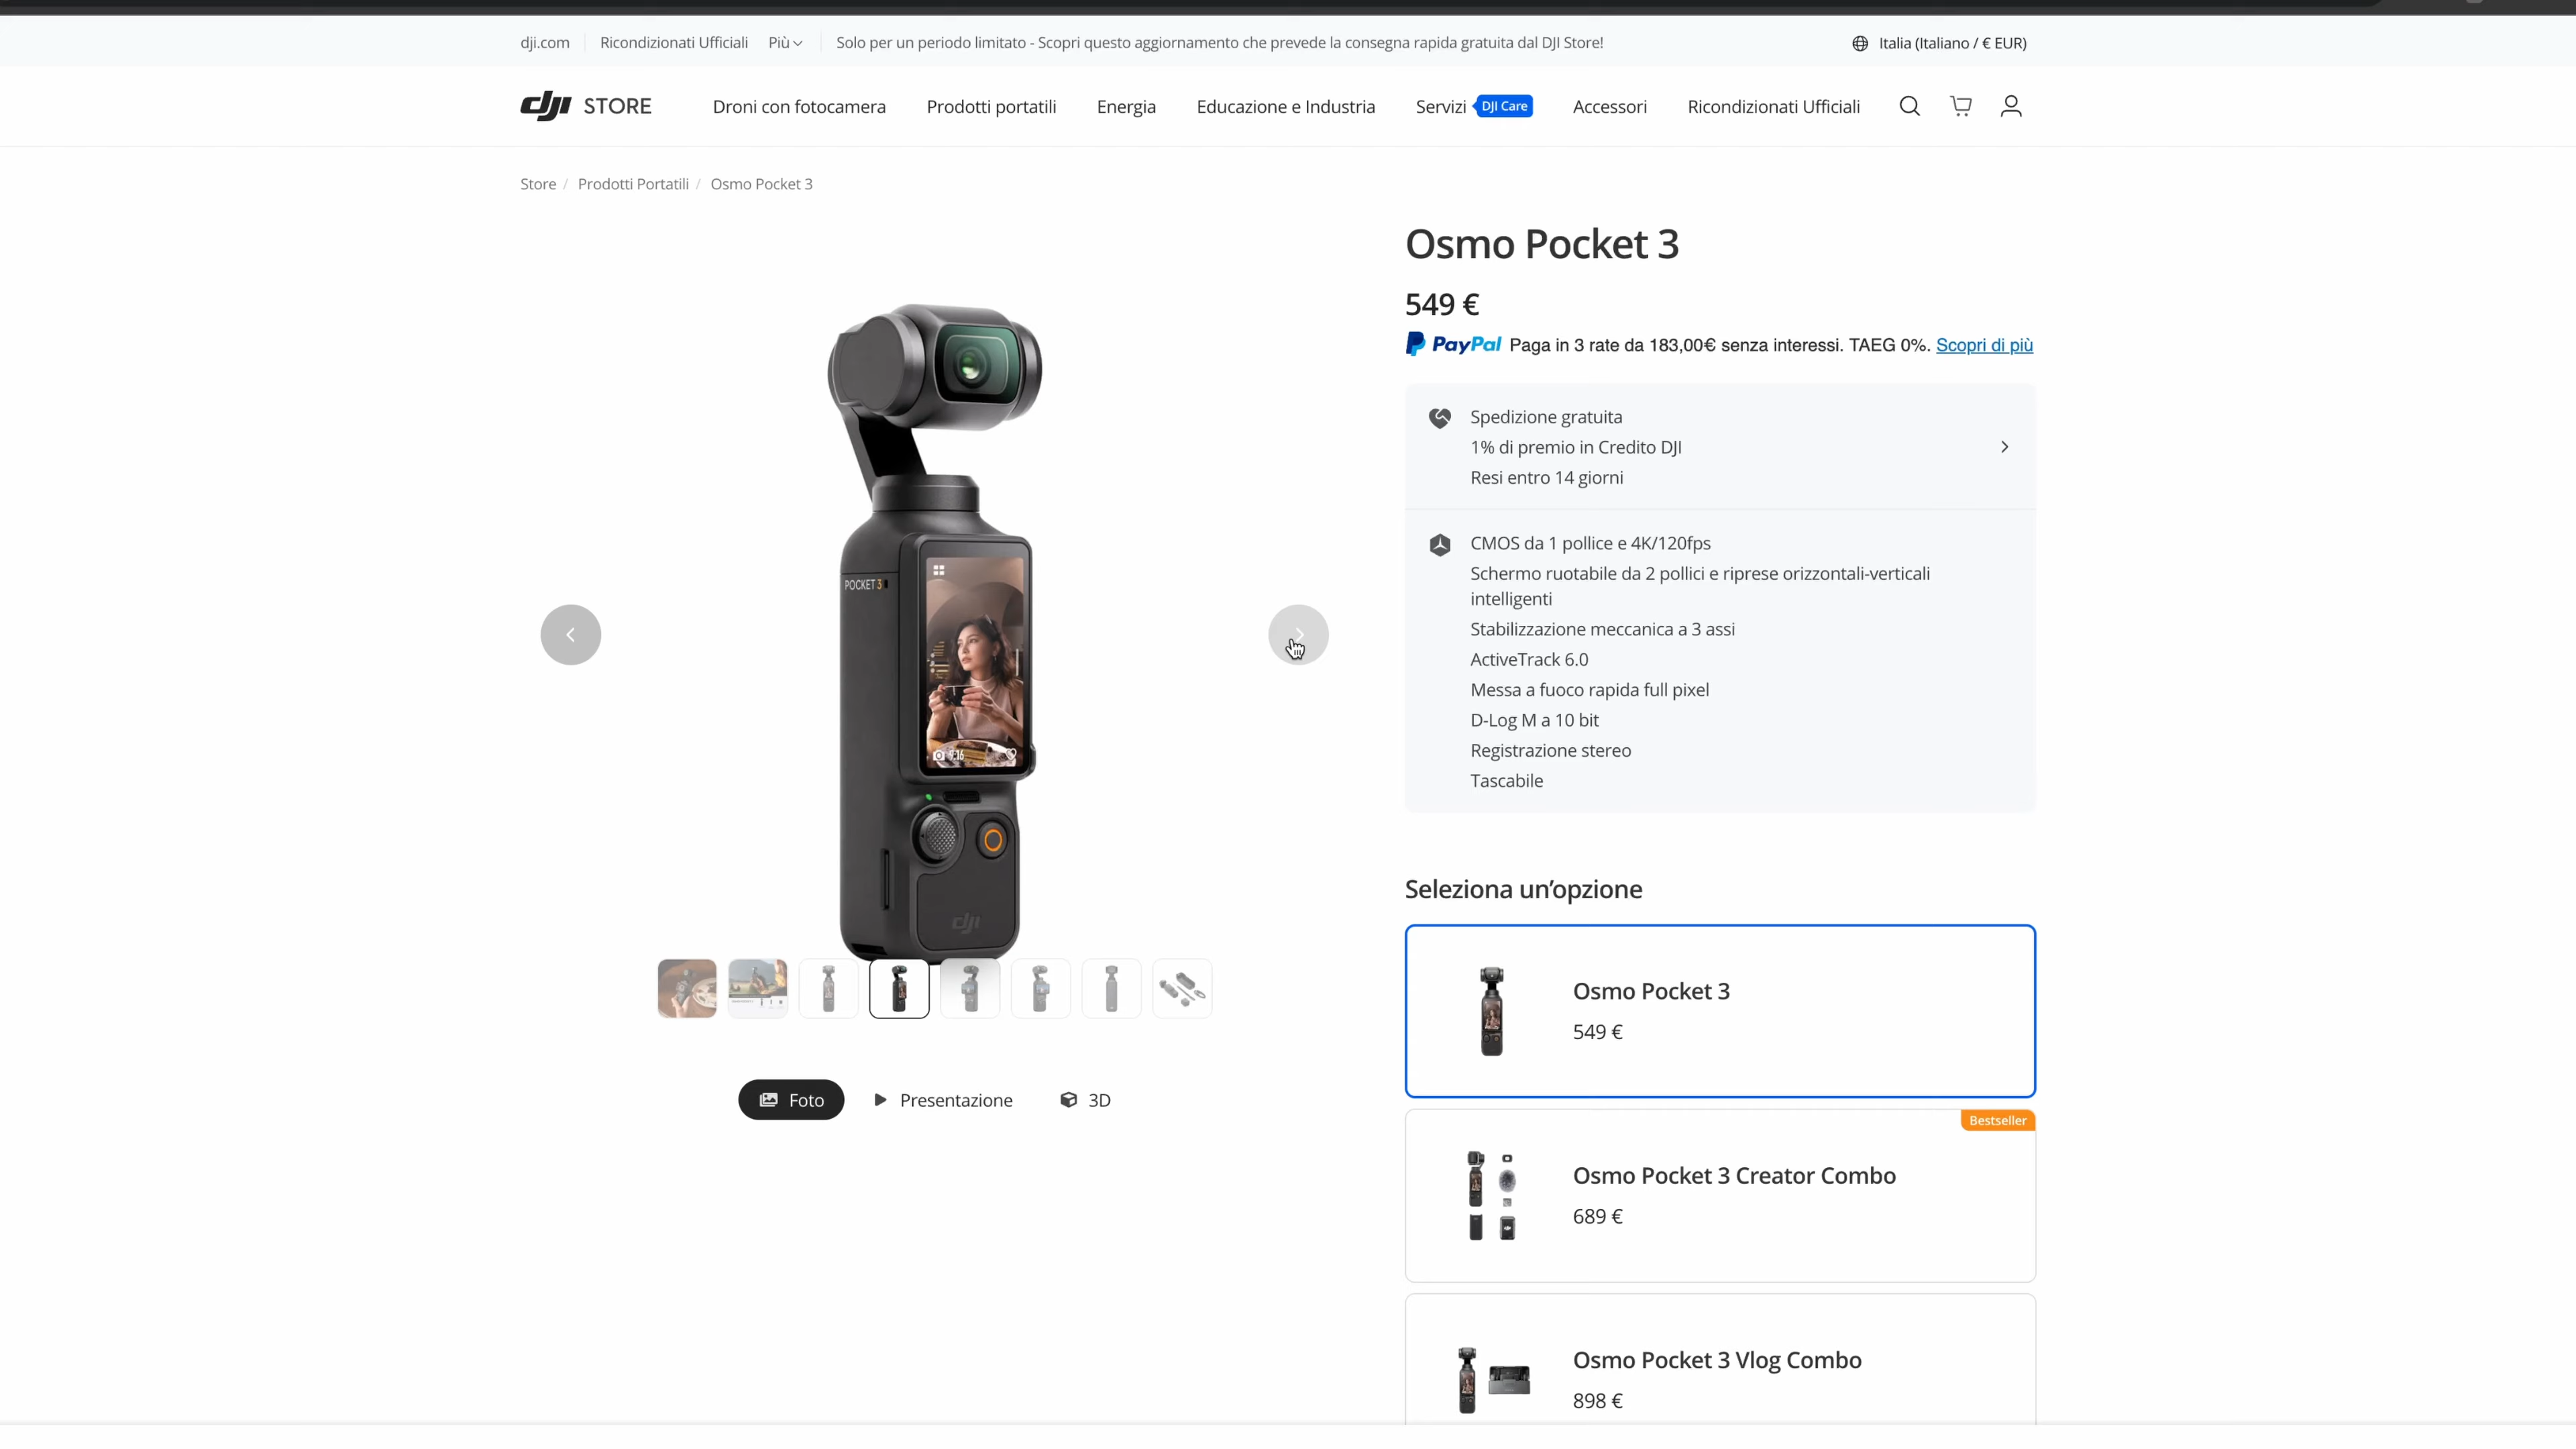 dji.com
Ricondizionati Ufficiali
Più
Solo per un periodo limitato - Scopri questo aggiornamento che prevede la consegna rapida gratuita dal DJI Store!
Italia (Italiano / € EUR)
dji STORE
Droni con fotocamera
Prodotti portatili
Energia
Educazione e Industria
Servizi
DJI Care
Accessori
Ricondizionati Ufficiali
Store / Prodotti Portatili / Osmo Pocket 3
Osmo Pocket 3
549 €
PayPal Paga in 3 rate da 183,00€ senza interessi. TAEG 0%. Scopri di più
Spedizione gratuita
1% di premio in Credito DJI
Resi entro 14 giorni
CMOS da 1 pollice e 4K/120fps
Schermo ruotabile da 2 pollici e riprese orizzontali-verticali
intelligenti
Stabilizzazione meccanica a 3 assi
ActiveTrack 6.0
Messa a fuoco rapida full pixel
D-Log M a 10 bit
Registrazione stereo
Tascabile
POCKET 3
9:16
dji
Foto
Presentazione
3D
Seleziona un’opzione
Osmo Pocket 3
549 €
Bestseller
Osmo Pocket 3 Creator Combo
689 €
Osmo Pocket 3 Vlog Combo
898 €